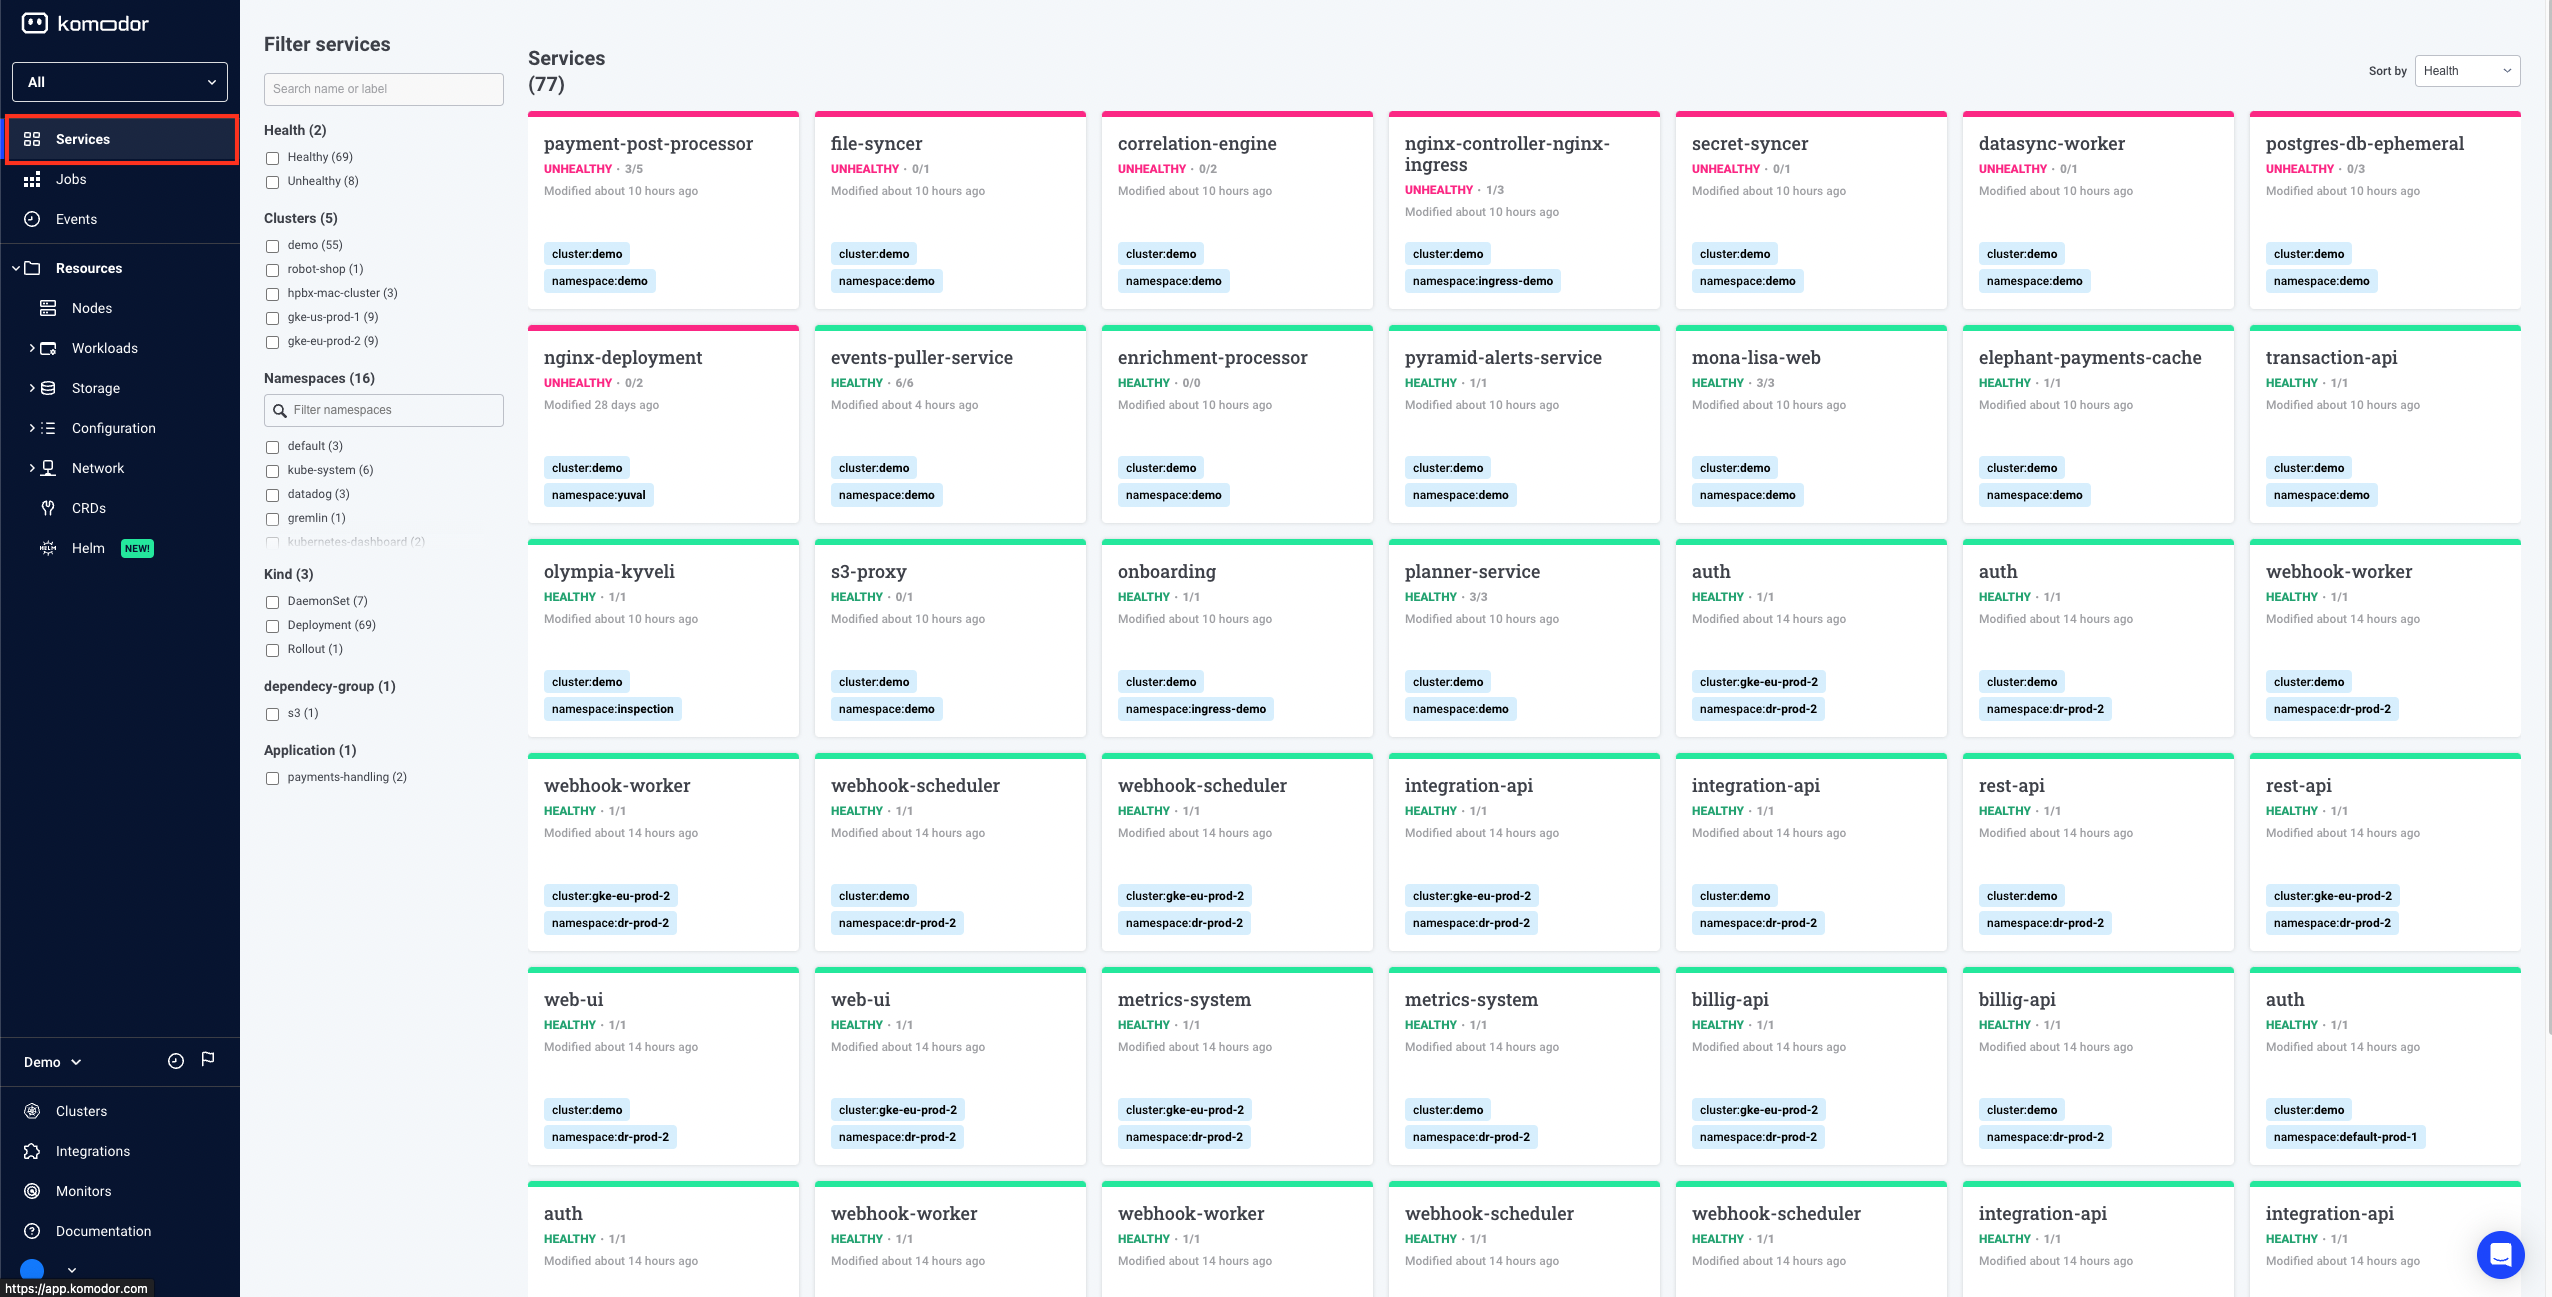 komodor
All
Services
Jobs
Events
Resources
Nodes
Workloads
Storage
Configuration
Network
CRDs
Helm NEW!
Demo
Clusters
Integrations
Monitors
Documentation
https://app.komodor.com
Filter services
Search name or label
Health (2)
Healthy (69)
Unhealthy (8)
Clusters (5)
demo (55)
robot-shop (1)
hpbx-mac-cluster (3)
gke-us-prod-1 (9)
gke-eu-prod-2 (9)
Namespaces (16)
Filter namespaces
default (3)
kube-system (6)
datadog (3)
gremlin (1)
kubernetes-dashboard (2)
Kind (3)
DaemonSet (7)
Deployment (69)
Rollout (1)
dependecy-group (1)
s3 (1)
Application (1)
payments-handling (2)
Services
(77)
Sort by Health
payment-post-processor
UNHEALTHY · 3/5
Modified about 10 hours ago
cluster:demo
namespace:demo
file-syncer
UNHEALTHY · 0/1
Modified about 10 hours ago
cluster:demo
namespace:demo
correlation-engine
UNHEALTHY · 0/2
Modified about 10 hours ago
cluster:demo
namespace:demo
nginx-controller-nginx-
ingress
UNHEALTHY · 1/3
Modified about 10 hours ago
cluster:demo
namespace:ingress-demo
secret-syncer
UNHEALTHY · 0/1
Modified about 10 hours ago
cluster:demo
namespace:demo
datasync-worker
UNHEALTHY · 0/1
Modified about 10 hours ago
cluster:demo
namespace:demo
postgres-db-ephemeral
UNHEALTHY · 0/3
Modified about 10 hours ago
cluster:demo
namespace:demo
nginx-deployment
UNHEALTHY · 0/2
Modified 28 days ago
cluster:demo
namespace:yuval
events-puller-service
HEALTHY · 6/6
Modified about 4 hours ago
cluster:demo
namespace:demo
enrichment-processor
HEALTHY · 0/0
Modified about 10 hours ago
cluster:demo
namespace:demo
pyramid-alerts-service
HEALTHY · 1/1
Modified about 10 hours ago
cluster:demo
namespace:demo
mona-lisa-web
HEALTHY · 3/3
Modified about 10 hours ago
cluster:demo
namespace:demo
elephant-payments-cache
HEALTHY · 1/1
Modified about 10 hours ago
cluster:demo
namespace:demo
transaction-api
HEALTHY · 1/1
Modified about 10 hours ago
cluster:demo
namespace:demo
olympia-kyveli
HEALTHY · 1/1
Modified about 10 hours ago
cluster:demo
namespace:inspection
s3-proxy
HEALTHY · 0/1
Modified about 10 hours ago
cluster:demo
namespace:demo
onboarding
HEALTHY · 1/1
Modified about 10 hours ago
cluster:demo
namespace:ingress-demo
planner-service
HEALTHY · 3/3
Modified about 10 hours ago
cluster:demo
namespace:demo
auth
HEALTHY · 1/1
Modified about 14 hours ago
cluster:gke-eu-prod-2
namespace:dr-prod-2
auth
HEALTHY · 1/1
Modified about 14 hours ago
cluster:demo
namespace:dr-prod-2
webhook-worker
HEALTHY · 1/1
Modified about 14 hours ago
cluster:demo
namespace:dr-prod-2
webhook-worker
HEALTHY · 1/1
Modified about 14 hours ago
cluster:gke-eu-prod-2
namespace:dr-prod-2
webhook-scheduler
HEALTHY · 1/1
Modified about 14 hours ago
cluster:demo
namespace:dr-prod-2
webhook-scheduler
HEALTHY · 1/1
Modified about 14 hours ago
cluster:gke-eu-prod-2
namespace:dr-prod-2
integration-api
HEALTHY · 1/1
Modified about 14 hours ago
cluster:gke-eu-prod-2
namespace:dr-prod-2
integration-api
HEALTHY · 1/1
Modified about 14 hours ago
cluster:demo
namespace:dr-prod-2
rest-api
HEALTHY · 1/1
Modified about 14 hours ago
cluster:demo
namespace:dr-prod-2
rest-api
HEALTHY · 1/1
Modified about 14 hours ago
cluster:gke-eu-prod-2
namespace:dr-prod-2
web-ui
HEALTHY · 1/1
Modified about 14 hours ago
cluster:demo
namespace:dr-prod-2
web-ui
HEALTHY · 1/1
Modified about 14 hours ago
cluster:gke-eu-prod-2
namespace:dr-prod-2
metrics-system
HEALTHY · 1/1
Modified about 14 hours ago
cluster:gke-eu-prod-2
namespace:dr-prod-2
metrics-system
HEALTHY · 1/1
Modified about 14 hours ago
cluster:demo
namespace:dr-prod-2
billig-api
HEALTHY · 1/1
Modified about 14 hours ago
cluster:gke-eu-prod-2
namespace:dr-prod-2
billig-api
HEALTHY · 1/1
Modified about 14 hours ago
cluster:demo
namespace:dr-prod-2
auth
HEALTHY · 1/1
Modified about 14 hours ago
cluster:demo
namespace:default-prod-1
auth
HEALTHY · 1/1
Modified about 14 hours ago
webhook-worker
HEALTHY · 1/1
Modified about 14 hours ago
webhook-worker
HEALTHY · 1/1
Modified about 14 hours ago
webhook-scheduler
HEALTHY · 1/1
Modified about 14 hours ago
webhook-scheduler
HEALTHY · 1/1
Modified about 14 hours ago
integration-api
HEALTHY · 1/1
Modified about 14 hours ago
integration-api
HEALTHY · 1/1
Modified about 14 hours ago